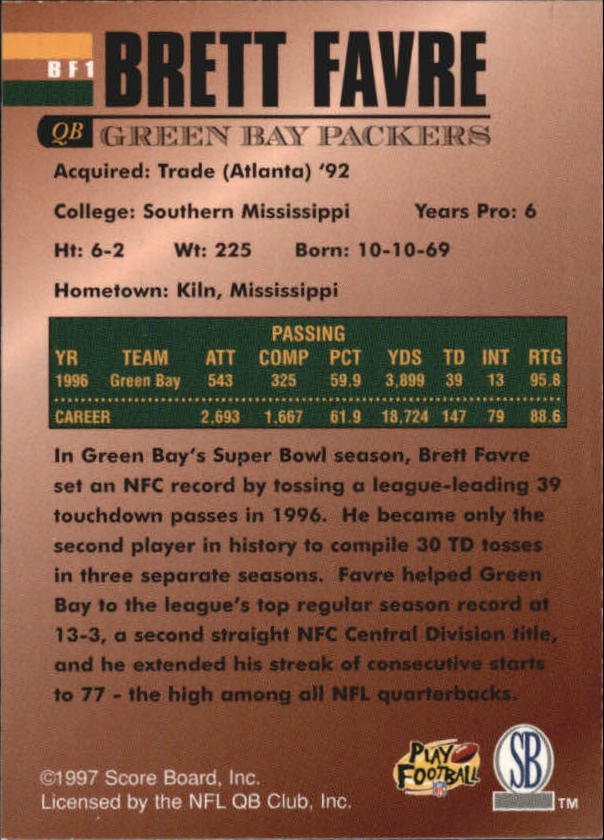 BF1 BRETT FAVRE
QB GREEN BAY PACKERS
Acquired: Trade (Atlanta) '92
College: Southern Mississippi Years Pro: 6
Ht: 6-2 Wt: 225 Born: 10-10-69
Hometown: Kiln, Mississippi
PASSING
YR TEAM ATT COMP PCT YDS TD INT RTG
1996 Green Bay 543 325 59.9 3,899 39 13 95.8
CAREER 2,693 1,667 61.9 18,724 147 79 88.6
In Green Bay's Super Bowl season, Brett Favre
set an NFC record by tossing a league-leading 39
touchdown passes in 1996. He became only the
second player in history to compile 30 TD tosses
in three separate seasons. Favre helped Green
Bay to the league's top regular season record at
13-3, a second straight NFC Central Division title,
and he extended his streak of consecutive starts
to 77 - the high among all NFL quarterbacks.
PLAY
FOOTBALL
SB
TM
©1997 Score Board, Inc.
Licensed by the NFL QB Club, Inc.